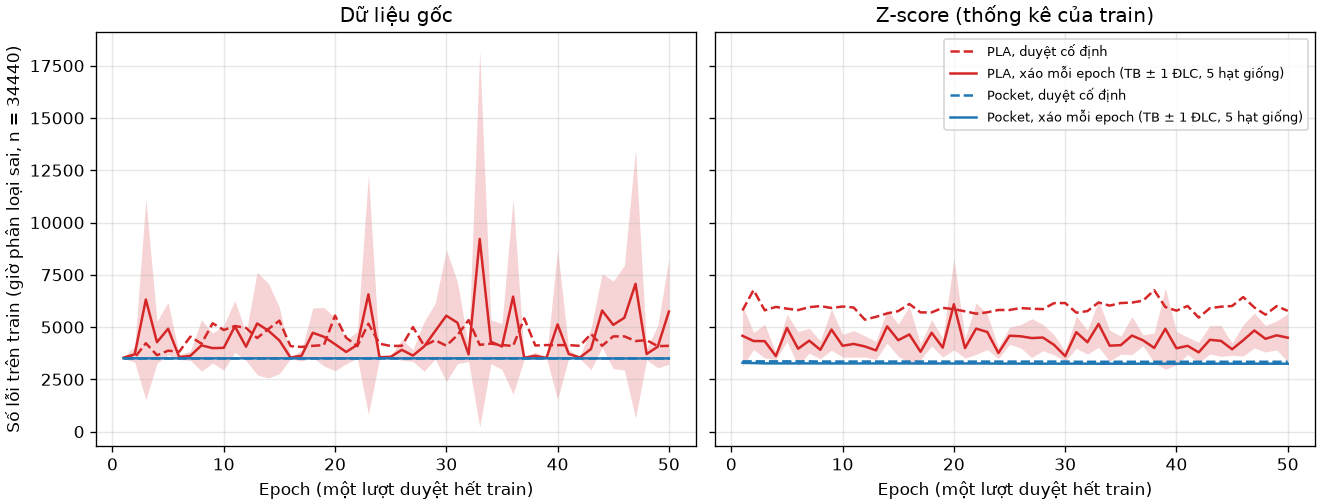 Dữ liệu gốc
Z-score (thống kê của train)
Số lỗi trên train (giờ phân loại sai, n = 34440)
17500
15000
12500
10000
7500
5000
2500
0
0
10
20
30
40
50
Epoch (một lượt duyệt hết train)
PLA, duyệt cố định
PLA, xáo mỗi epoch (TB ± 1 ĐLC, 5 hạt giống)
Pocket, duyệt cố định
Pocket, xáo mỗi epoch (TB ± 1 ĐLC, 5 hạt giống)
0
10
20
30
40
50
Epoch (một lượt duyệt hết train)